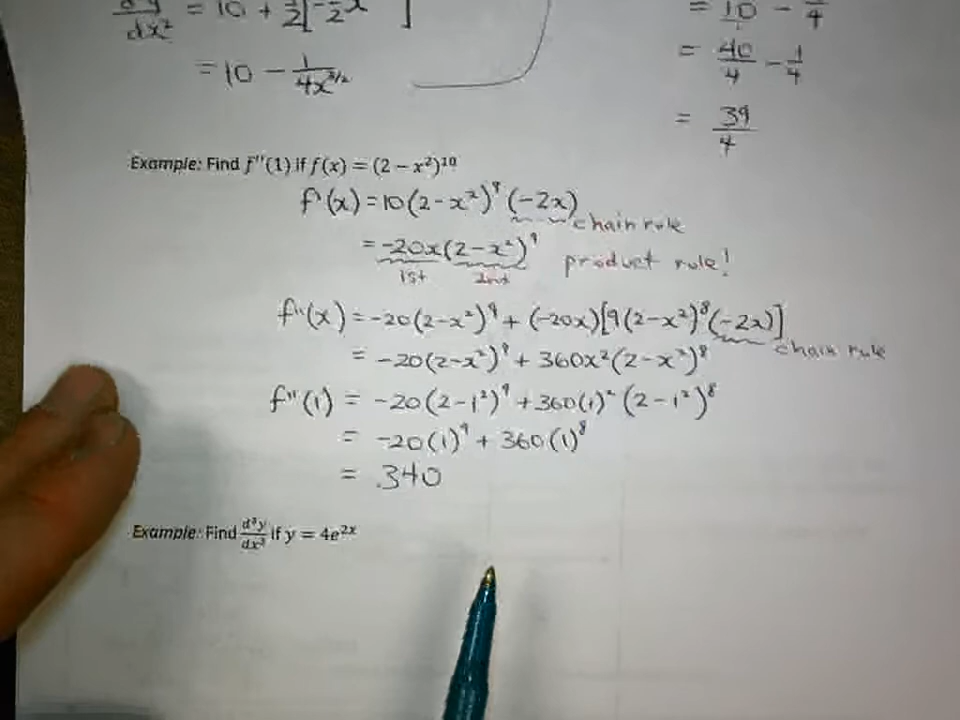 = 10 - 1/(4x^(3/2))
= 10 - /4
= 40/4 - 1/4
= 39/4
Example: Find f''(1) if f(x) = (2 − x²)¹⁰
f'(x) = 10(2-x²)⁹(-2x)
chain rule
= -20x(2-x²)⁹ product rule!
1st 2nd
f''(x) = -20(2-x²)⁹ + (-20x)[9(2-x²)⁸(-2x)]
chain rule
= -20(2-x²)⁹ + 360x²(2-x²)⁸
f''(1) = -20(2-1²)⁹ + 360(1)²(2-1²)⁸
= -20(1)⁹ + 360(1)⁸
= 340
Example: Find d³y/dx³ if y = 4e²ˣ